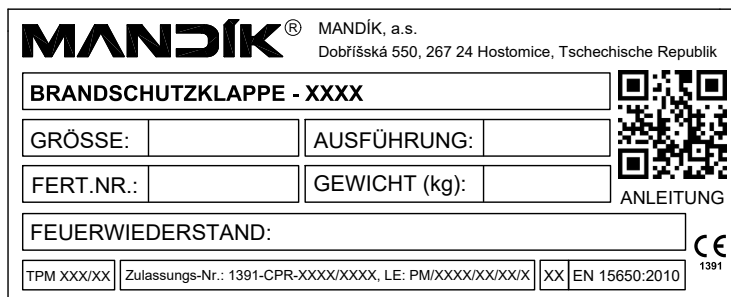 MANDÍK® MANDÍK, a.s.
Dobříšská 550, 267 24 Hostomice, Tschechische Republik
BRANDSCHUTZKLAPPE - XXXX
GRÖSSE: AUSFÜHRUNG:
FERT.NR.: GEWICHT (kg):
ANLEITUNG
FEUERWIEDERSTAND:
CE
1391
TPM XXX/XX Zulassungs-Nr.: 1391-CPR-XXXX/XXXX, LE: PM/XXXX/XX/XX/X XX EN 15650:2010